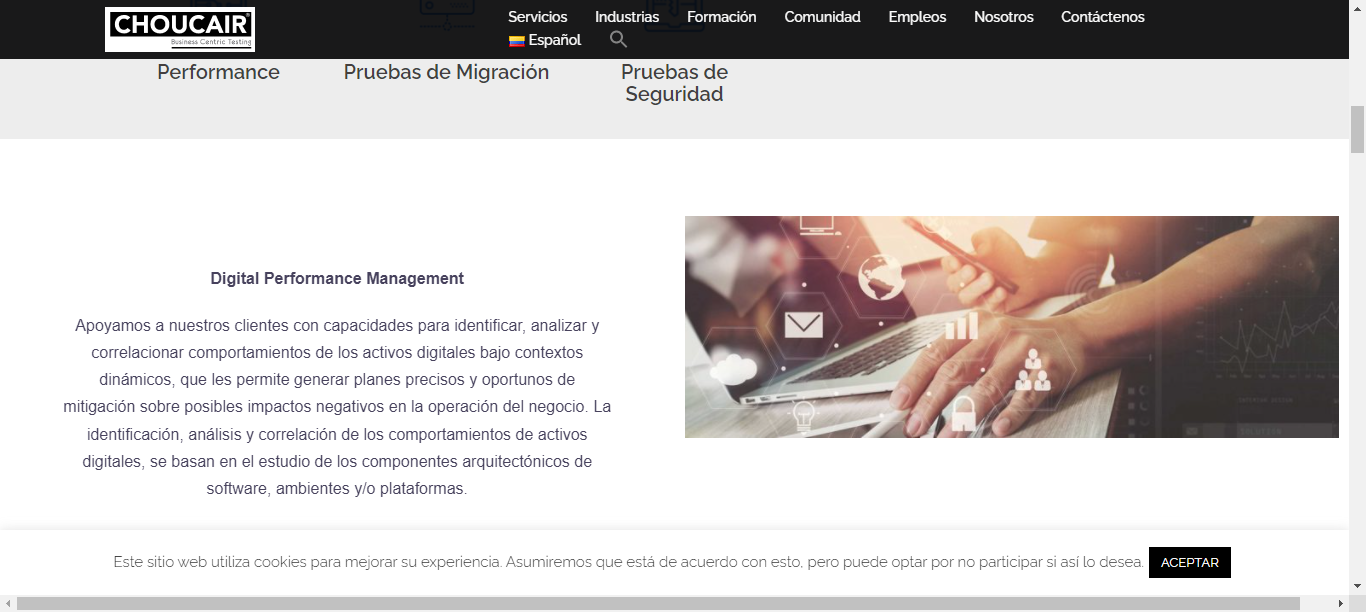 CHOUCAIR
Business Centric Testing
Servicios Industrias Formación Comunidad Empleos Nosotros Contáctenos
Español
Performance Pruebas de Migración Pruebas de
Seguridad
Digital Performance Management
Apoyamos a nuestros clientes con capacidades para identificar, analizar y
correlacionar comportamientos de los activos digitales bajo contextos
dinámicos, que les permite generar planes precisos y oportunos de
mitigación sobre posibles impactos negativos en la operación del negocio. La
identificación, análisis y correlación de los comportamientos de activos
digitales, se basan en el estudio de los componentes arquitectónicos de
software, ambientes y/o plataformas.
Este sitio web utiliza cookies para mejorar su experiencia. Asumiremos que está de acuerdo con esto, pero puede optar por no participar si así lo desea. ACEPTAR